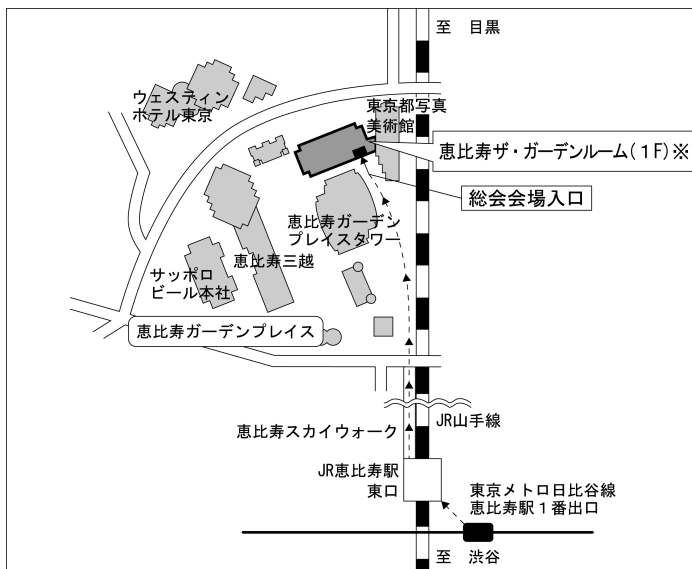 至　目黒
ウェスティン
ホテル東京
東京都写真
美術館
恵比寿ザ・ガーデンルーム(１F)※
総会会場入口
恵比寿ガーデン
プレイスタワー
恵比寿三越
サッポロ
ビール本社
恵比寿ガーデンプレイス
恵比寿スカイウォーク
JR山手線
JR恵比寿駅
東口
東京メトロ日比谷線
恵比寿駅１番出口
至　渋谷